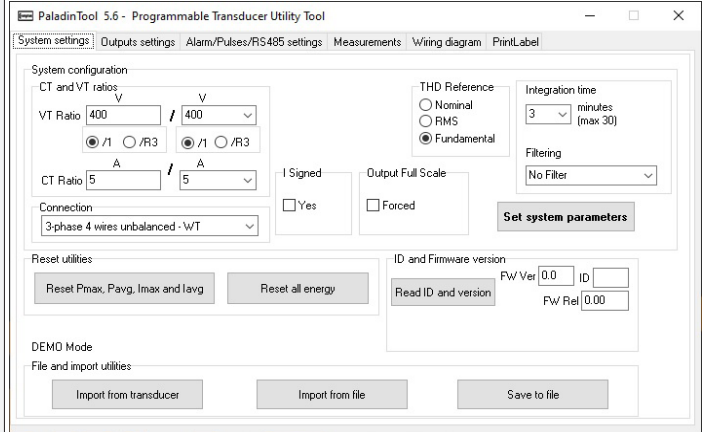 PaladinTool 5.6 - Programmable Transducer Utility Tool
System settings Outputs settings Alarm/Pulses/RS485 settings Measurements Wiring diagram PrintLabel
System configuration
CT and VT ratios
V V
VT Ratio 400 / 400
/1 /R3 /1 /R3
A A
CT Ratio 5 / 5
Connection
3-phase 4 wires unbalanced - WT
I Signed
Yes
Output Full Scale
Forced
THD Reference
Nominal
RMS
Fundamental
Integration time
3 minutes
(max 30)
Filtering
No Filter
Set system parameters
Reset utilities
Reset Pmax, Pavg, Imax and Iavg Reset all energy
ID and Firmware version
Read ID and version FW Ver 0.0 ID
FW Rel 0.00
DEMO Mode
File and import utilities
Import from transducer Import from file Save to file